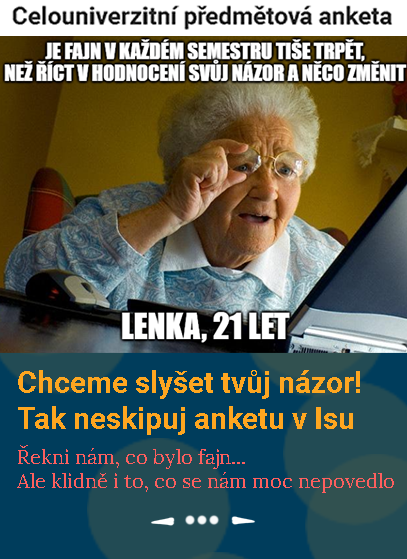 Celouniverzitní předmětová anketa
JE FAJN V KAŽDÉM SEMESTRU TIŠE TRPĚT,
NEŽ ŘÍCT V HODNOCENÍ SVŮJ NÁZOR A NĚCO ZMĚNIT
LENKA, 21 LET
Chceme slyšet tvůj názor!
Tak neskipuj anketu v Isu
Řekni nám, co bylo fajn...
Ale klidně i to, co se nám moc nepovedlo